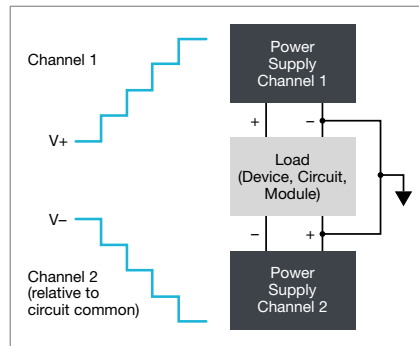 Channel 1
V+
V–
Channel 2
(relative to
circuit common)
Power
Supply
Channel 1
+ –
Load
(Device, Circuit,
Module)
– +
Power
Supply
Channel 2